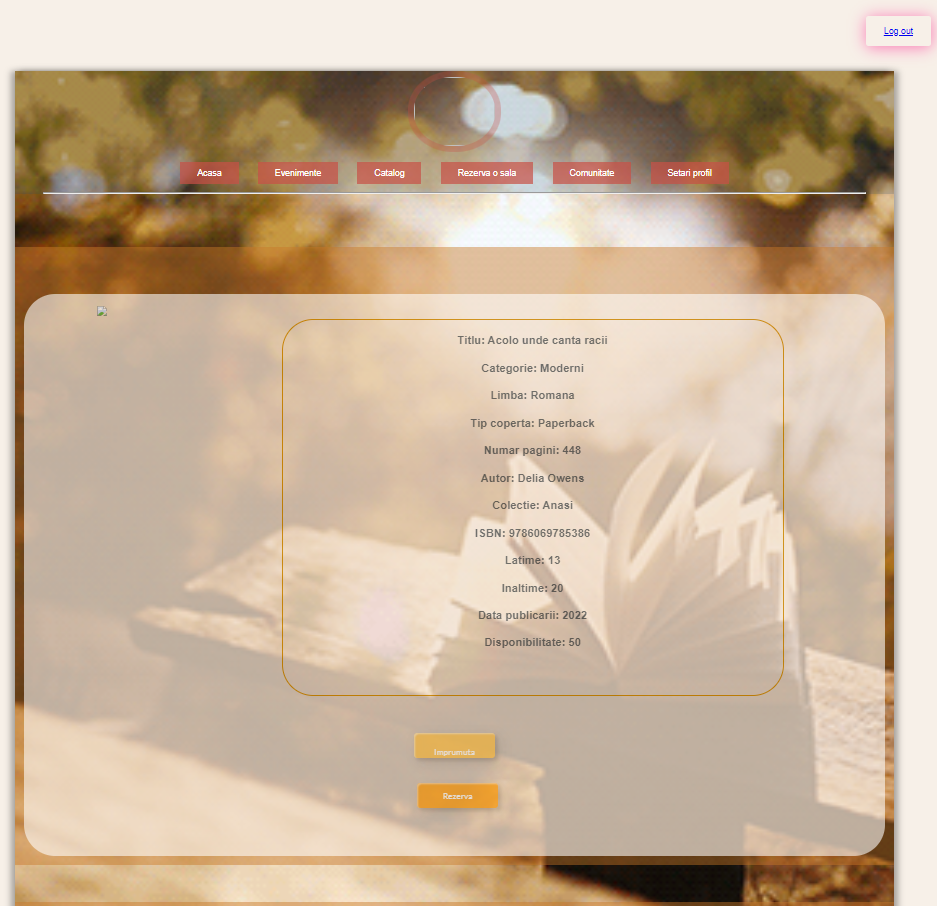 Log out
Acasa
Evenimente
Catalog
Rezerva o sala
Comunitate
Setari profil
Titlu: Acolo unde canta racii
Categorie: Moderni
Limba: Romana
Tip coperta: Paperback
Numar pagini: 448
Autor: Delia Owens
Colectie: Anasi
ISBN: 9786069785386
Latime: 13
Inaltime: 20
Data publicarii: 2022
Disponibilitate: 50
Imprumuta
Rezerva